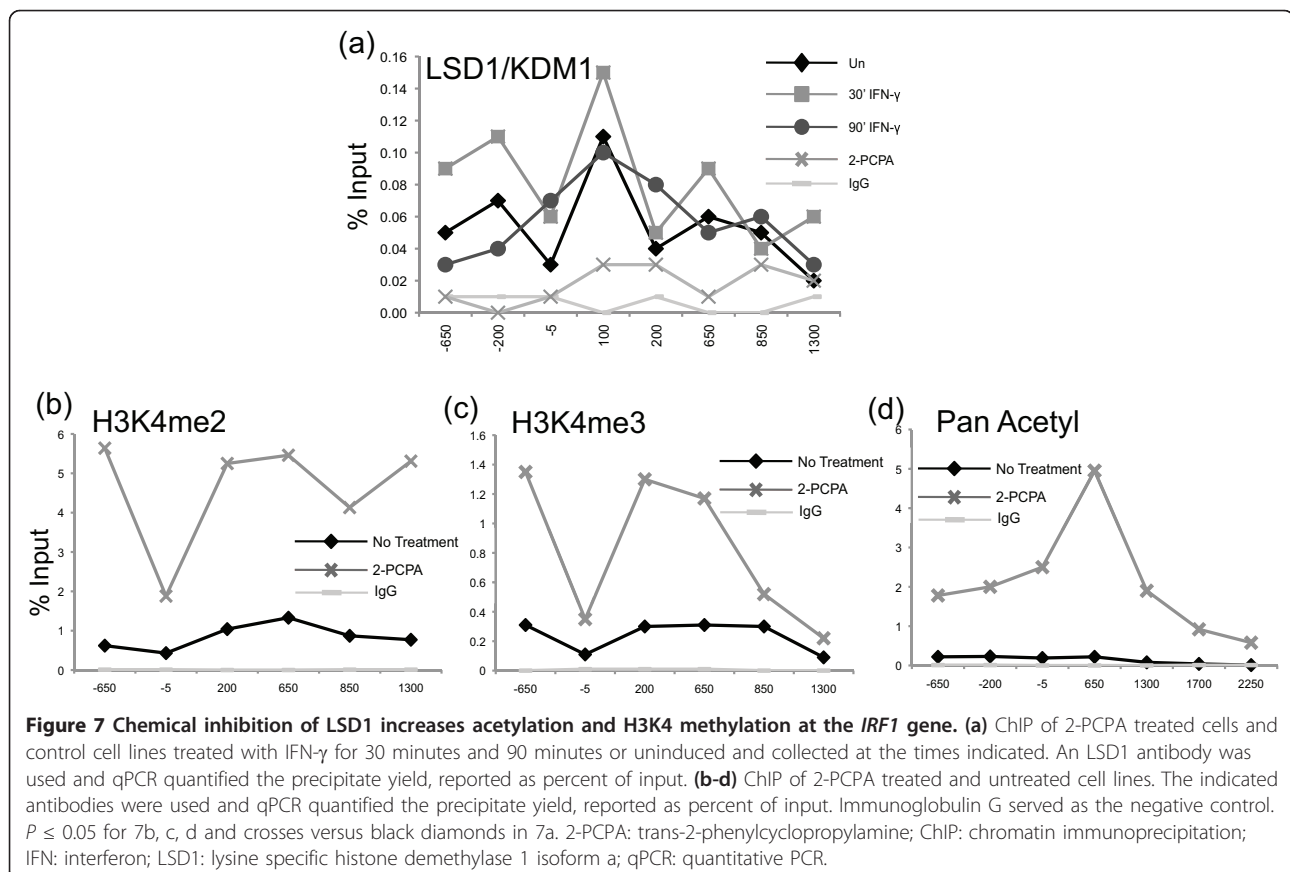 (a)
LSD1/KDM1
0.16
0.14
0.12
0.10
0.08
0.06
0.04
0.02
0.00
% Input
-650
-200
-5
100
200
650
850
1300
Un
30' IFN-γ
90' IFN-γ
2-PCPA
IgG
(b)
H3K4me2
6
5
4
3
2
1
0
% Input
-650
-5
200
650
850
1300
No Treatment
2-PCPA
IgG
(c)
H3K4me3
1.6
1.4
1.2
1
0.8
0.6
0.4
0.2
0
-650
-5
200
650
850
1300
No Treatment
2-PCPA
IgG
(d)
Pan Acetyl
6
5
4
3
2
1
0
-650
-200
-5
650
1300
1700
2250
No Treatment
2-PCPA
IgG
Figure 7 Chemical inhibition of LSD1 increases acetylation and H3K4 methylation at the IRF1 gene. (a) ChIP of 2-PCPA treated cells and
control cell lines treated with IFN-γ for 30 minutes and 90 minutes or uninduced and collected at the times indicated. An LSD1 antibody was
used and qPCR quantified the precipitate yield, reported as percent of input. (b-d) ChIP of 2-PCPA treated and untreated cell lines. The indicated
antibodies were used and qPCR quantified the precipitate yield, reported as percent of input. Immunoglobulin G served as the negative control.
P ≤ 0.05 for 7b, c, d and crosses versus black diamonds in 7a. 2-PCPA: trans-2-phenylcyclopropylamine; ChIP: chromatin immunoprecipitation;
IFN: interferon; LSD1: lysine specific histone demethylase 1 isoform a; qPCR: quantitative PCR.